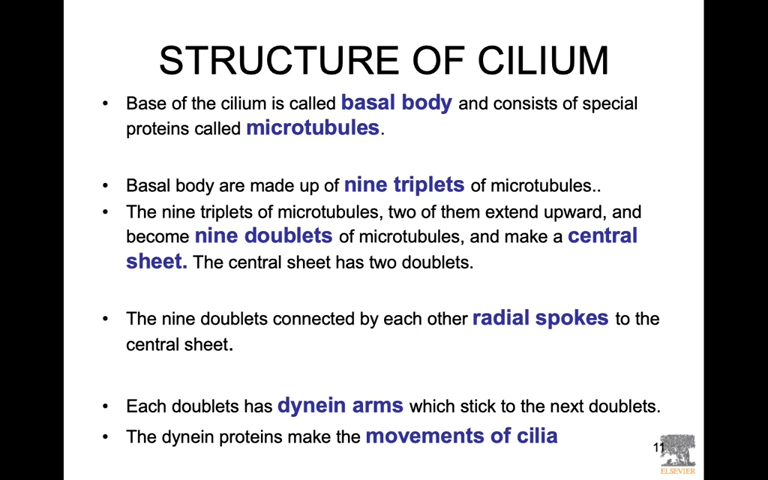 STRUCTURE OF CILIUM
• Base of the cilium is called basal body and consists of special
proteins called microtubules.
• Basal body are made up of nine triplets of microtubules..
• The nine triplets of microtubules, two of them extend upward, and
become nine doublets of microtubules, and make a central
sheet. The central sheet has two doublets.
• The nine doublets connected by each other radial spokes to the
central sheet.
• Each doublets has dynein arms which stick to the next doublets.
• The dynein proteins make the movements of cilia
11
ELSEVIER